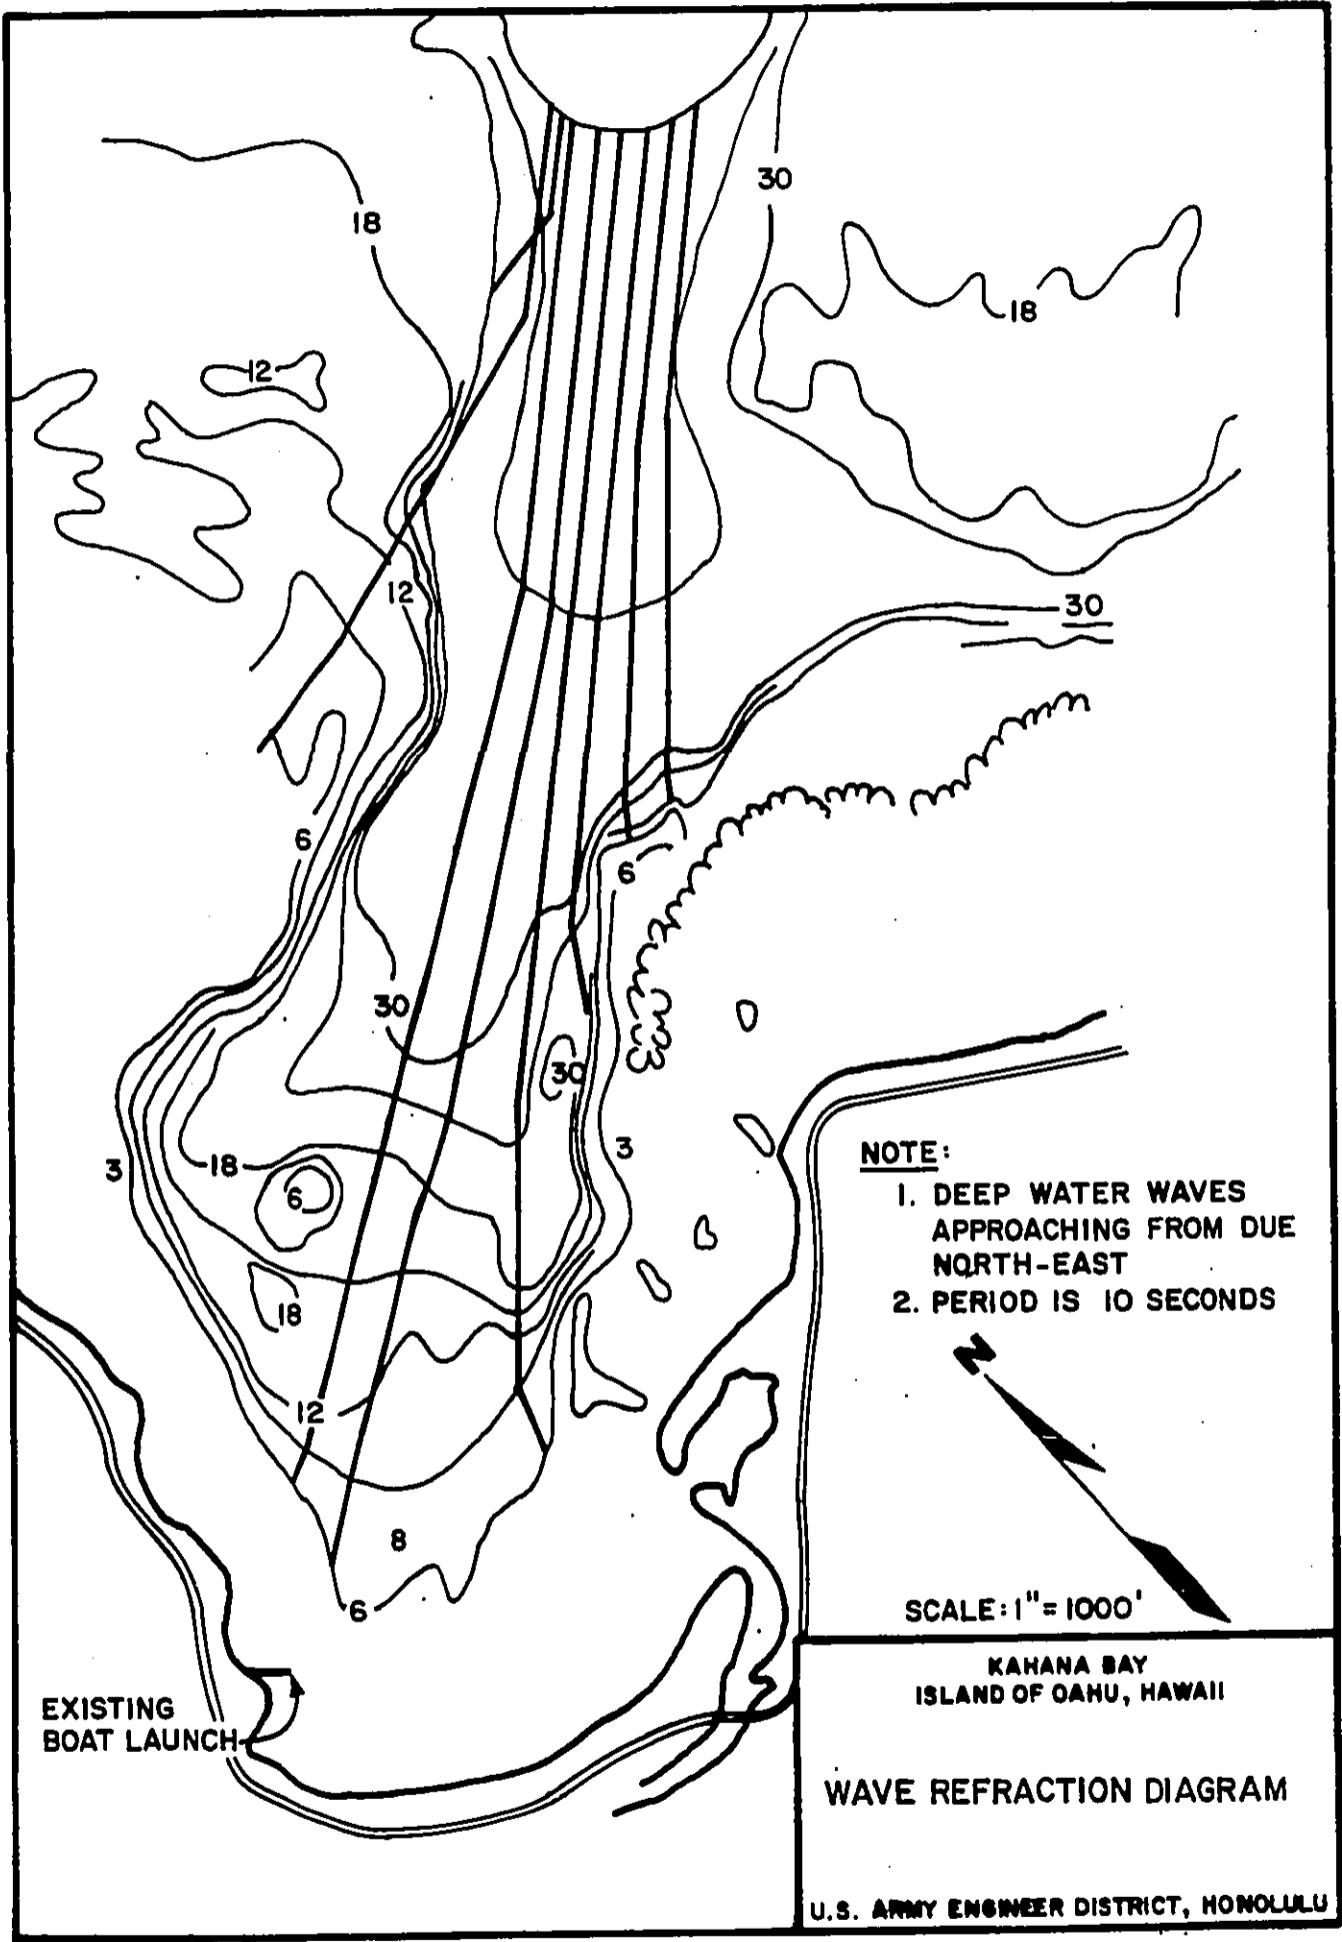 30
18
18
12
12
30
6
6
30
30
3
3
18
6
18
12
8
6
NOTE:
1. DEEP WATER WAVES
APPROACHING FROM DUE
NORTH-EAST
2. PERIOD IS 10 SECONDS
N
SCALE: 1" = 1000'
EXISTING
BOAT LAUNCH
KAHANA BAY
ISLAND OF OAHU, HAWAII
WAVE REFRACTION DIAGRAM
U.S. ARMY ENGINEER DISTRICT, HONOLULU